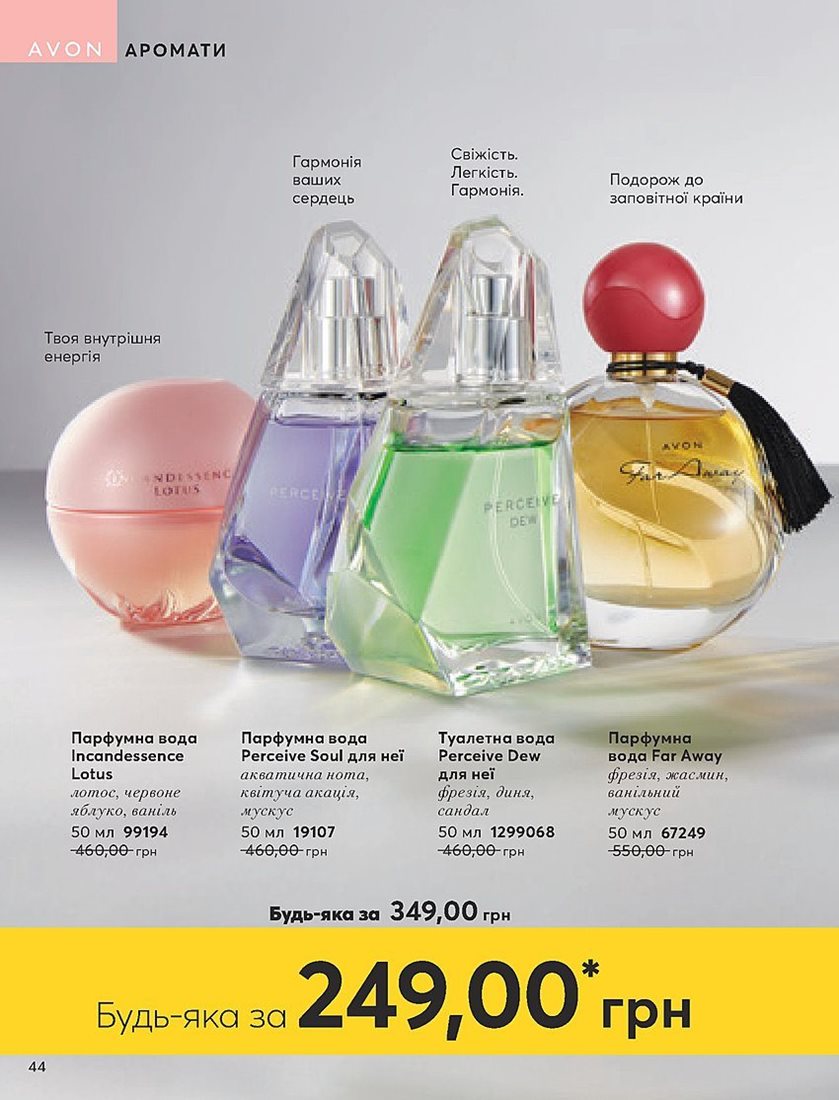 AVON АРОМАТИ
Гармонія
ваших
сердець
Свіжість.
Легкість.
Гармонія.
Подорож до
заповітної країни
Твоя внутрішня
енергія
INCANDESSENCE
LOTUS
PERCEIVE
PERCEIVE
DEW
AVON
AVON
Far Away
Парфумна вода
Incandessence
Lotus
лотос, червоне
яблуко, ваніль
50 мл 99194
460,00 грн
Парфумна вода
Perceive Soul для неї
акватична нота,
квітуча акація,
мускус
50 мл 19107
460,00 грн
Туалетна вода
Perceive Dew
для неї
фрезія, диня,
сандал
50 мл 1299068
460,00 грн
Парфумна
вода Far Away
фрезія, жасмин,
ванільний
мускус
50 мл 67249
550,00 грн
Будь-яка за 349,00 грн
Будь-яка за 249,00* грн
44